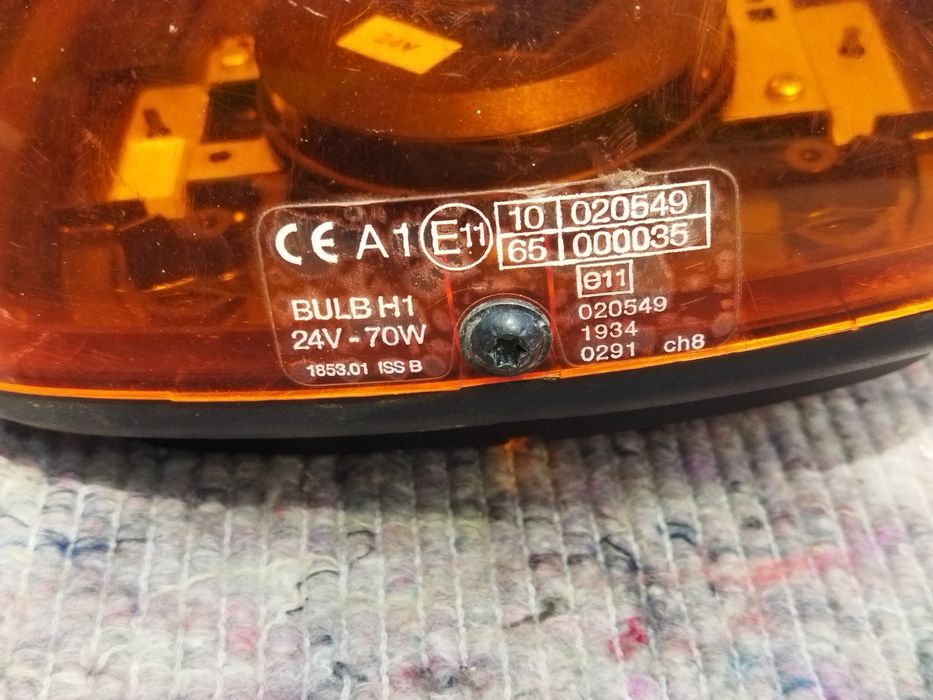 24V
CE A1 E11 10 020549
65 000035
e11
BULB H1
24V - 70W
1853.01 ISS B
020549
1934
0291 ch8